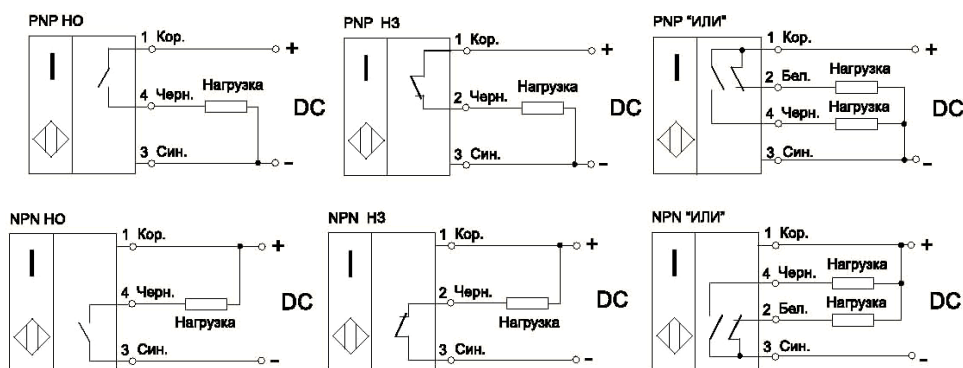 PNP НО
1 Кор.
+
I
Нагрузка
4 Черн.
DC
3 Син.
-
PNP НЗ
1 Кор.
+
I
Нагрузка
2 Черн.
DC
3 Син.
-
PNP "ИЛИ"
1 Кор.
+
I
Нагрузка
2 Бел.
Нагрузка
4 Черн.
DC
3 Син.
-
NPN НО
1 Кор.
+
I
4 Черн.
Нагрузка
DC
3 Син.
-
NPN НЗ
1 Кор.
+
I
2 Черн.
Нагрузка
DC
3 Син.
-
NPN "ИЛИ"
1 Кор.
+
I
Нагрузка
4 Черн.
Нагрузка
2 Бел.
DC
3 Син.
-